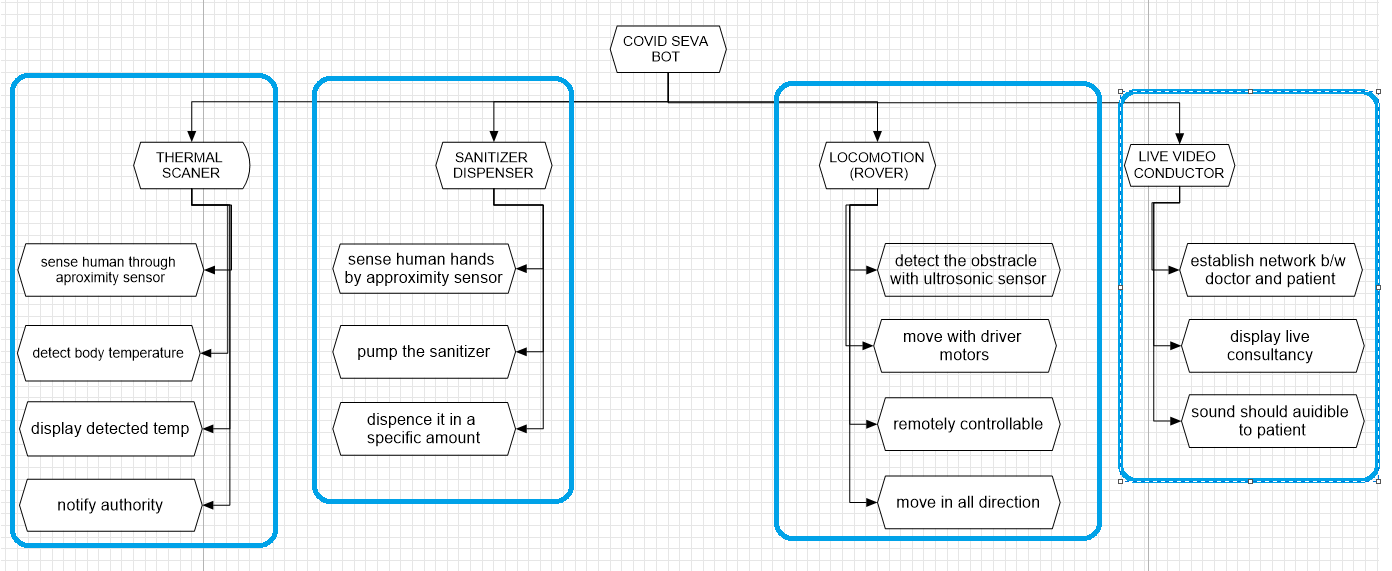 COVID SEVA
BOT
THERMAL
SCANER
sense human through
aproximity sensor
detect body temperature
display detected temp
notify authority
SANITIZER
DISPENSER
sense human hands
by approximity sensor
pump the sanitizer
dispence it in a
specific amount
LOCOMOTION
(ROVER)
detect the obstracle
with ultrosonic sensor
move with driver
motors
remotely controllable
move in all direction
LIVE VIDEO
CONDUCTOR
establish network b/w
doctor and patient
display live
consultancy
sound should auidible
to patient